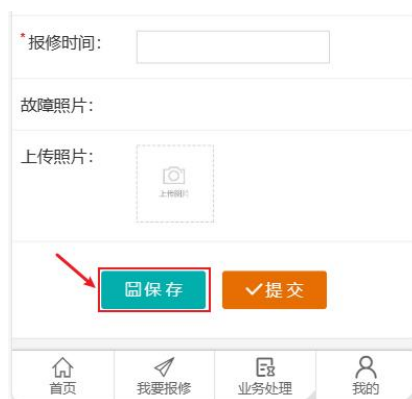 *报修时间：
故障照片：
上传照片：
上传照片
保存 提交
首页 我要报修 业务处理 我的